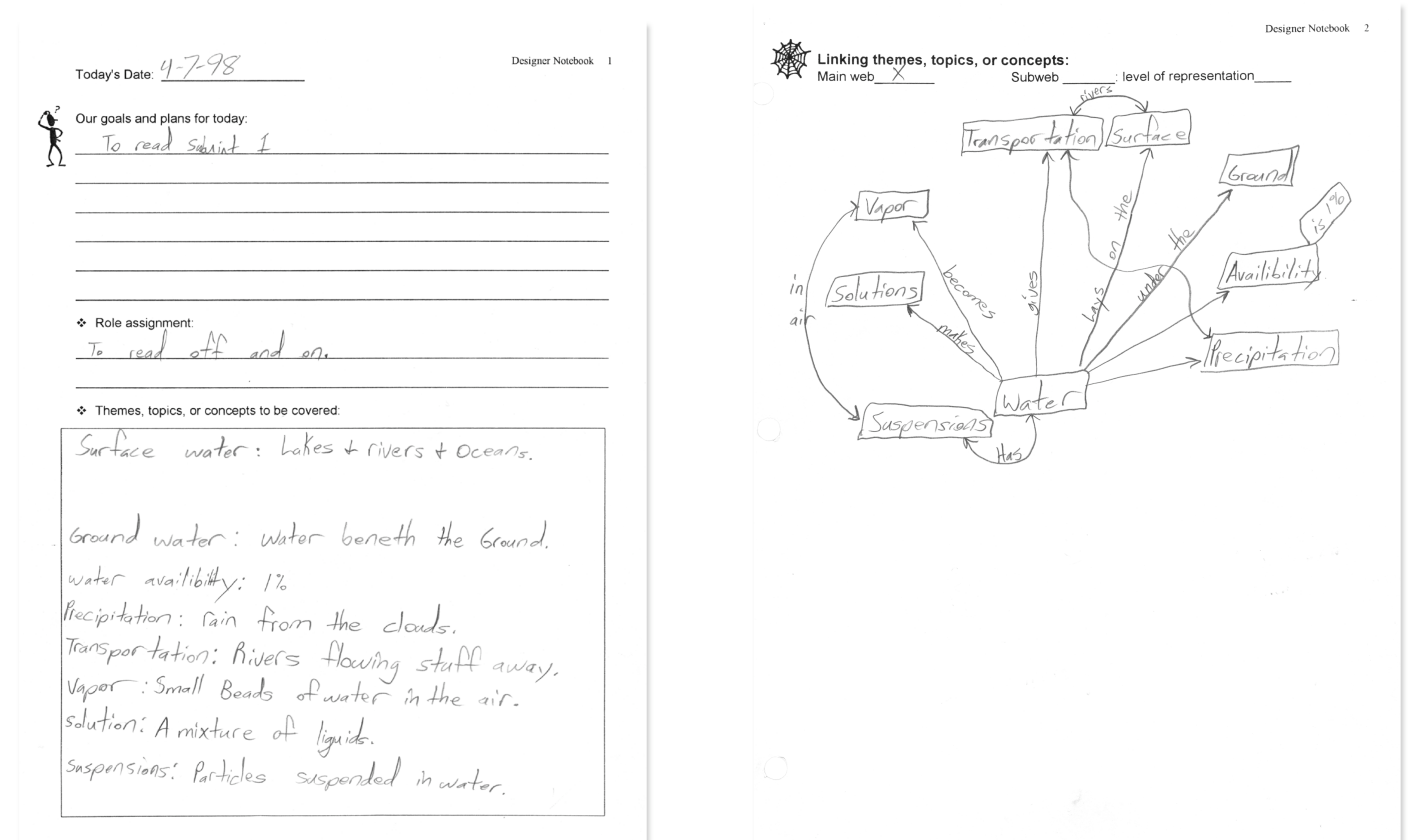 Designer Notebook 1
Today's Date: 4-7-98
Our goals and plans for today:
To read 1
❖ Role assignment:
To read off and on.
❖ Themes, topics, or concepts to be covered:
Surface water: Lakes + rivers + Oceans.
Ground water: Water beneth the Ground.
water availibility: 1%
Precipitation: rain from the clouds.
Transportation: Rivers flowing stuff away.
Vapor: Small Beads of water in the air.
solution: A mixture of liquids.
suspensions: Particles suspended in water.
Designer Notebook 2
Linking themes, topics, or concepts:
Main web X Subweb : level of representation
rivers
Transportation
Surface
Ground
Vapor
is 1%
Availibility
Solutions
in
air
becomes
makes
gives
Lays on the
under the
Precipitation
Water
Suspensions
Has